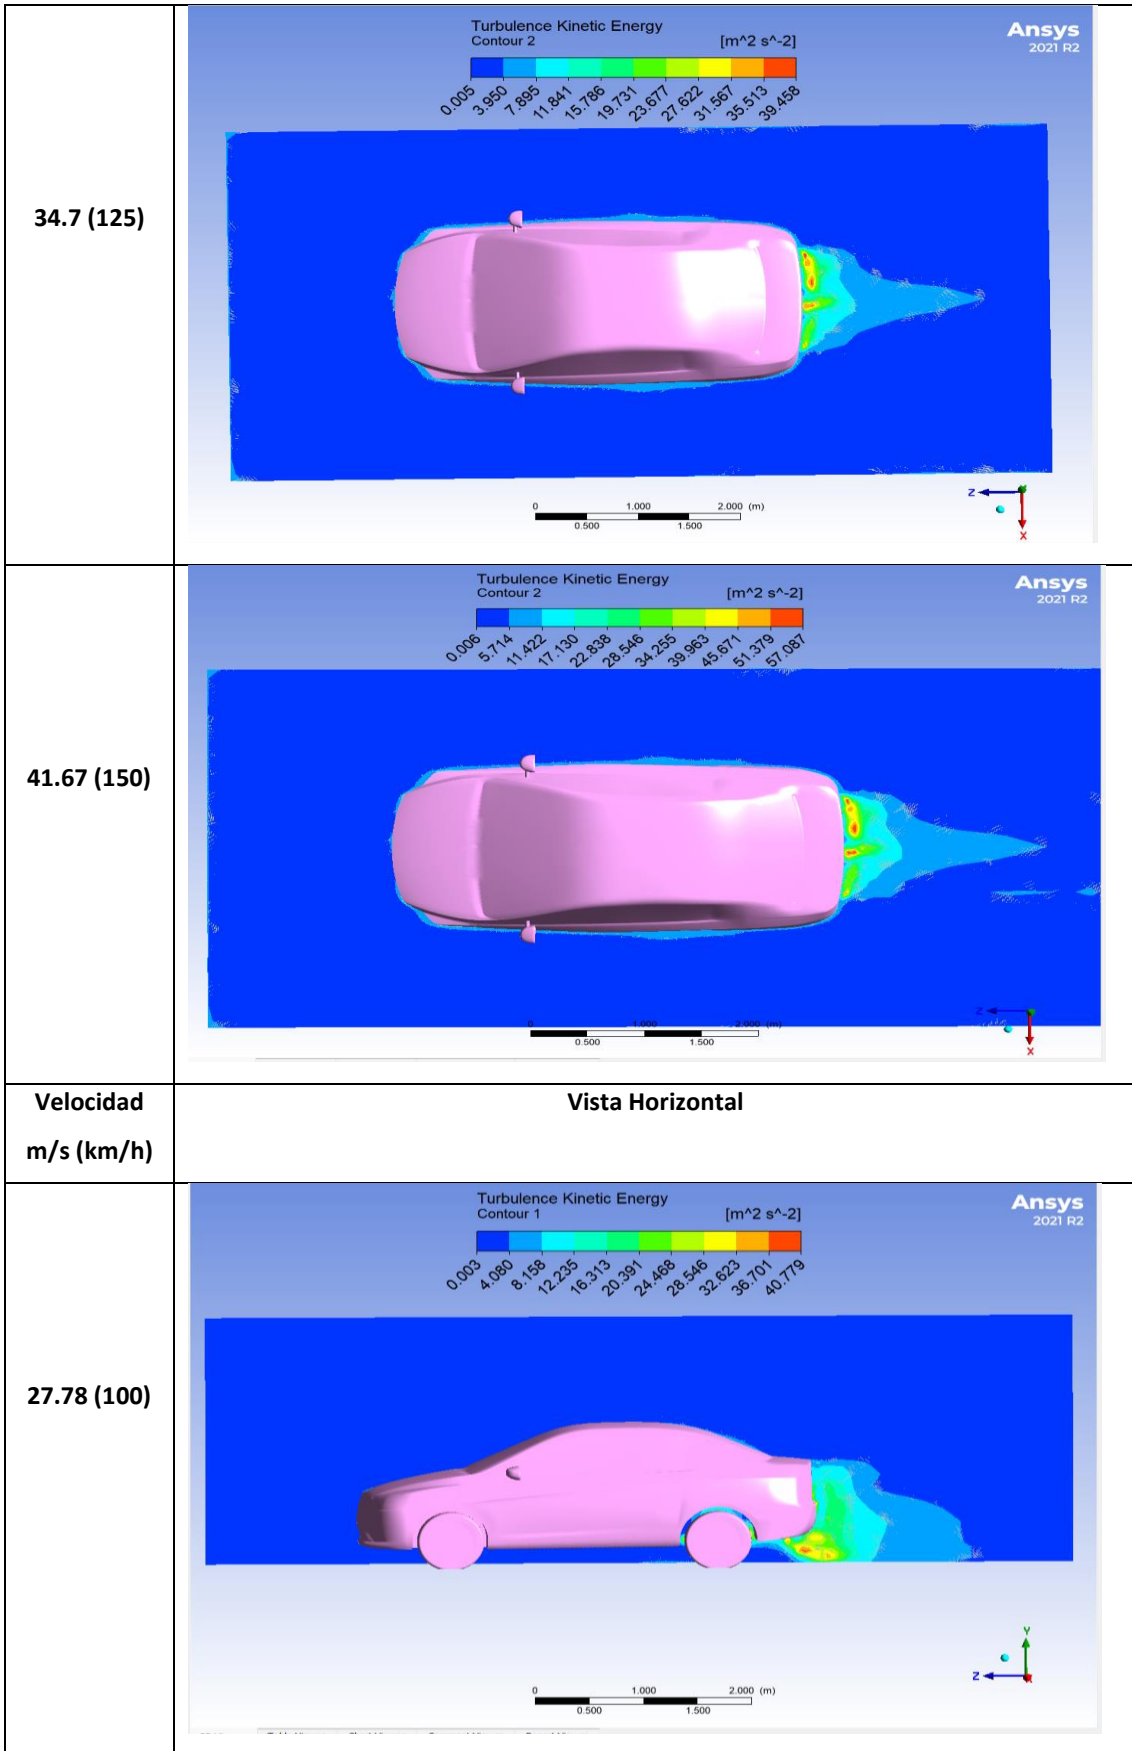 Turbulence Kinetic Energy
Contour 2 [m^2 s^-2]
Ansys
2021 R2
0.005 3.950 7.895 11.841 15.786 19.731 23.677 27.622 31.567 35.513 39.458
34.7 (125)
0 1.000 2.000 (m)
0.500 1.500
Z
X
Turbulence Kinetic Energy
Contour 2 [m^2 s^-2]
Ansys
2021 R2
0.006 5.714 11.422 17.130 22.838 28.546 34.255 39.963 45.671 51.379 57.087
41.67 (150)
0 1.000 2.000 (m)
0.500 1.500
Z
X
Velocidad
m/s (km/h)
Vista Horizontal
Turbulence Kinetic Energy
Contour 1 [m^2 s^-2]
Ansys
2021 R2
0.003 4.080 8.158 12.235 16.313 20.391 24.468 28.546 32.623 36.701 40.779
27.78 (100)
Y
Z
0 1.000 2.000 (m)
0.500 1.500